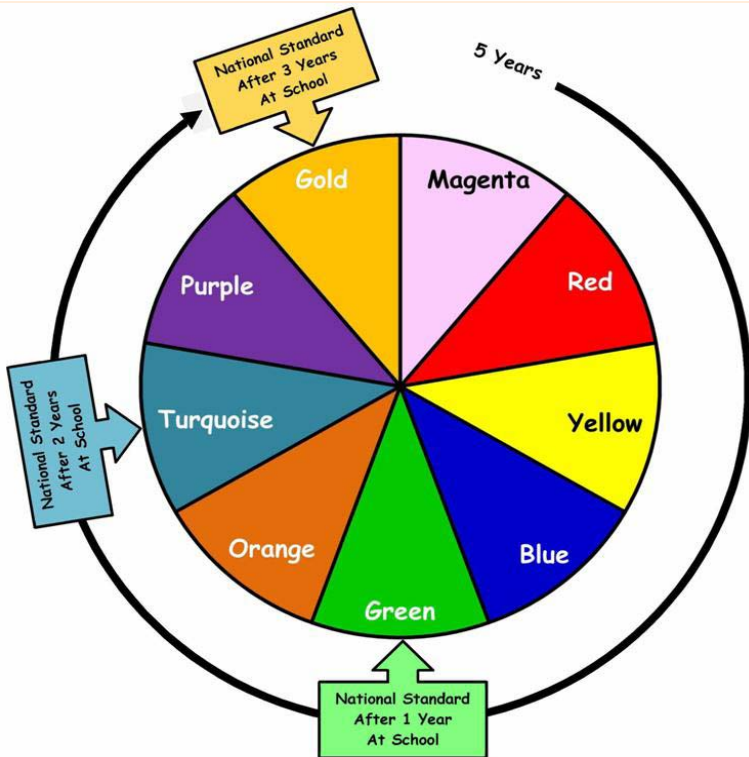 National Standard
After 3 Years
At School
5 Years
Gold
Magenta
Purple
Red
Turquoise
Yellow
Orange
Blue
Green
National Standard
After 2 Years
At School
National Standard
After 1 Year
At School